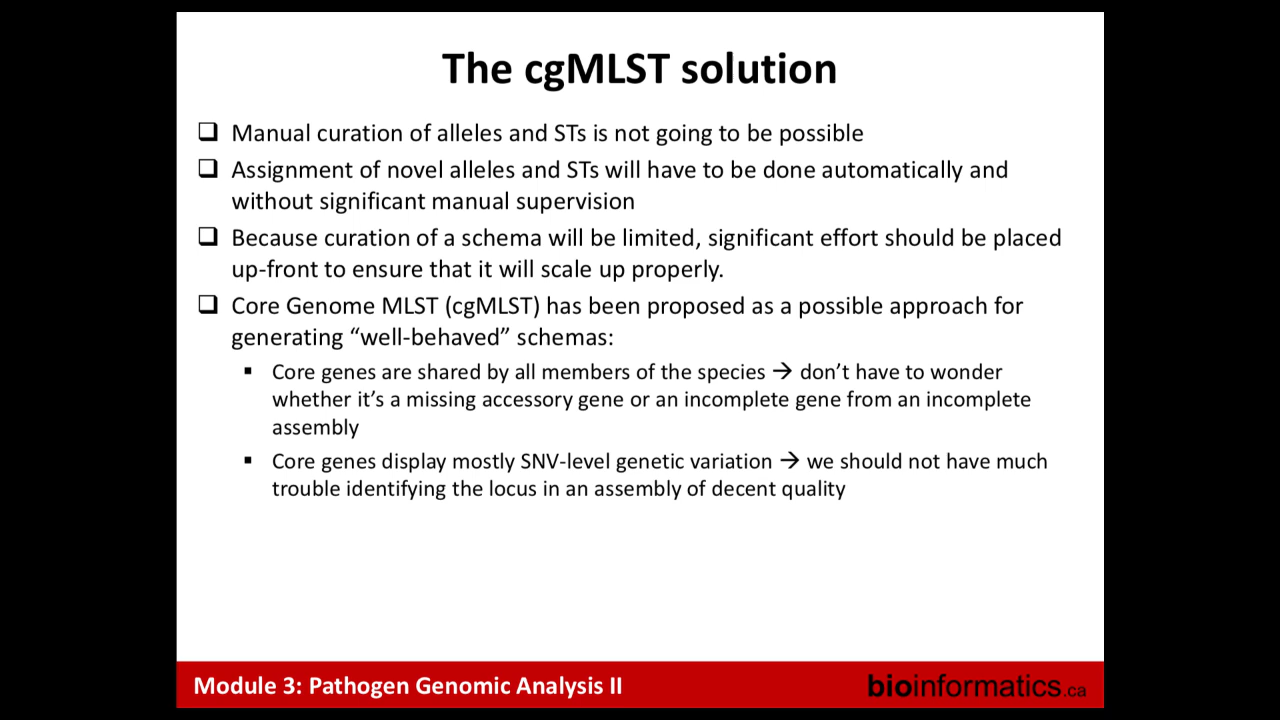 The cgMLST solution
❑ Manual curation of alleles and STs is not going to be possible
❑ Assignment of novel alleles and STs will have to be done automatically and
without significant manual supervision
❑ Because curation of a schema will be limited, significant effort should be placed
up-front to ensure that it will scale up properly.
❑ Core Genome MLST (cgMLST) has been proposed as a possible approach for
generating “well-behaved” schemas:
▪ Core genes are shared by all members of the species → don’t have to wonder
whether it’s a missing accessory gene or an incomplete gene from an incomplete
assembly
▪ Core genes display mostly SNV-level genetic variation → we should not have much
trouble identifying the locus in an assembly of decent quality
Module 3: Pathogen Genomic Analysis II
bioinformatics.ca